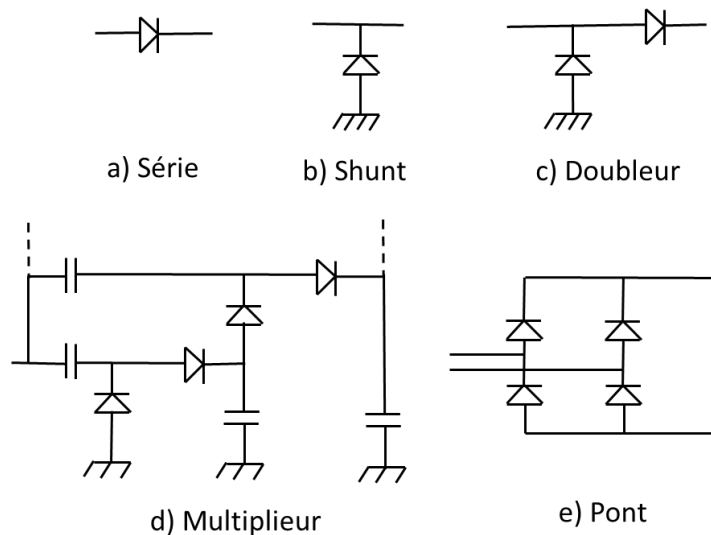 a) Série
b) Shunt
c) Doubleur
d) Multiplieur
e) Pont